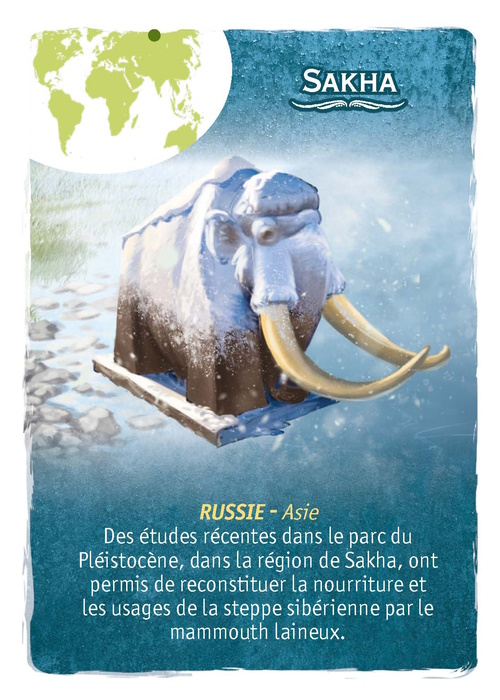 SAKHA
RUSSIE - Asie
Des études récentes dans le parc du
Pléistocène, dans la région de Sakha, ont
permis de reconstituer la nourriture et
les usages de la steppe sibérienne par le
mammouth laineux.